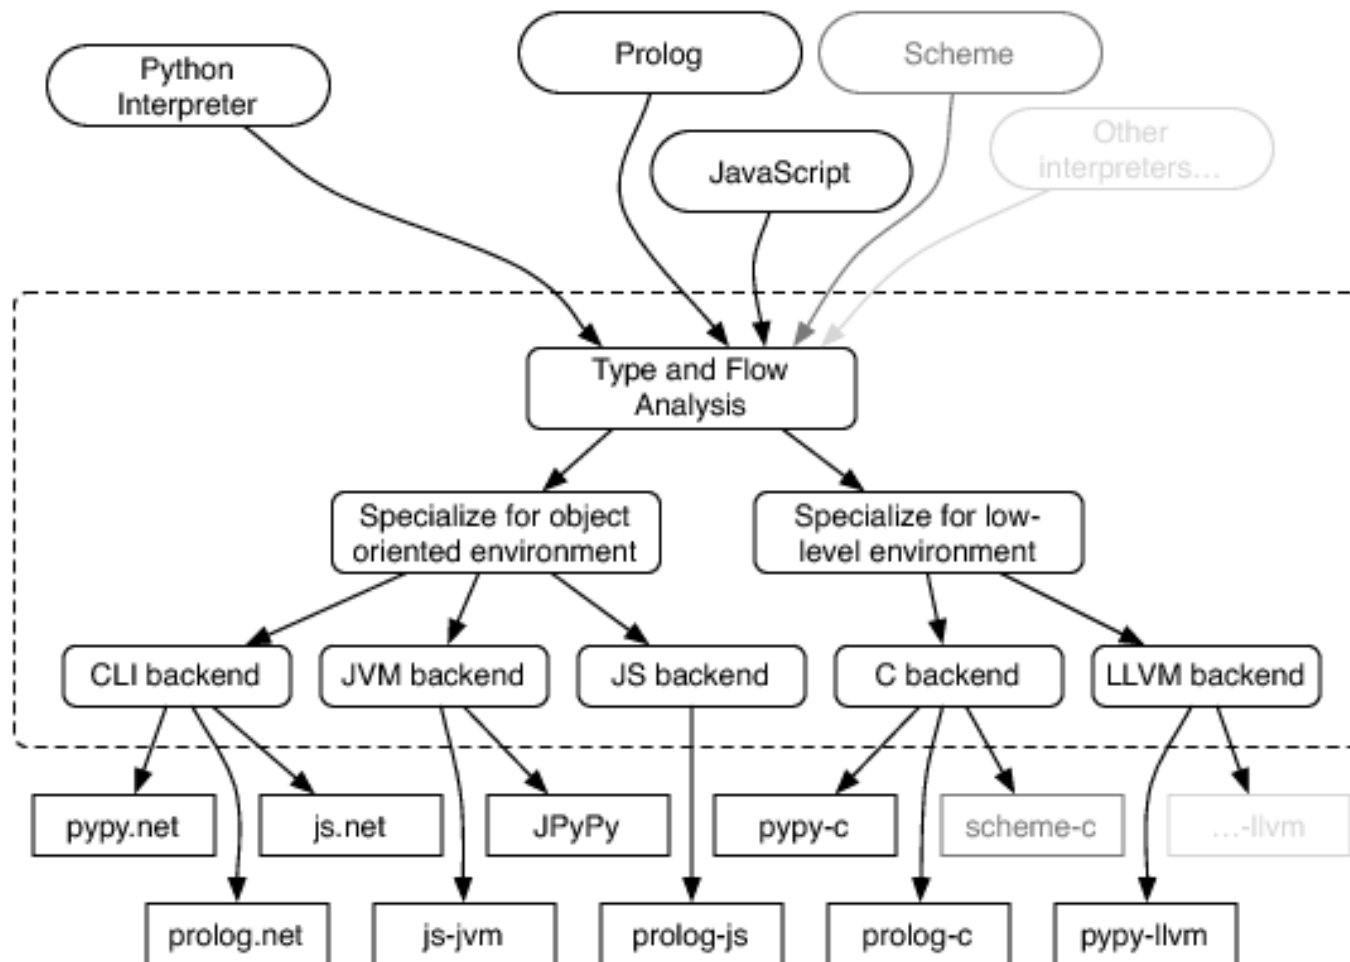 Python
Interpreter
Prolog
Scheme
Other
interpreters...
JavaScript
Type and Flow
Analysis
Specialize for object
oriented environment
Specialize for low-
level environment
CLI backend
JVM backend
JS backend
C backend
LLVM backend
pypy.net
js.net
JPyPy
pypy-c
scheme-c
...-llvm
prolog.net
js-jvm
prolog-js
prolog-c
pypy-llvm